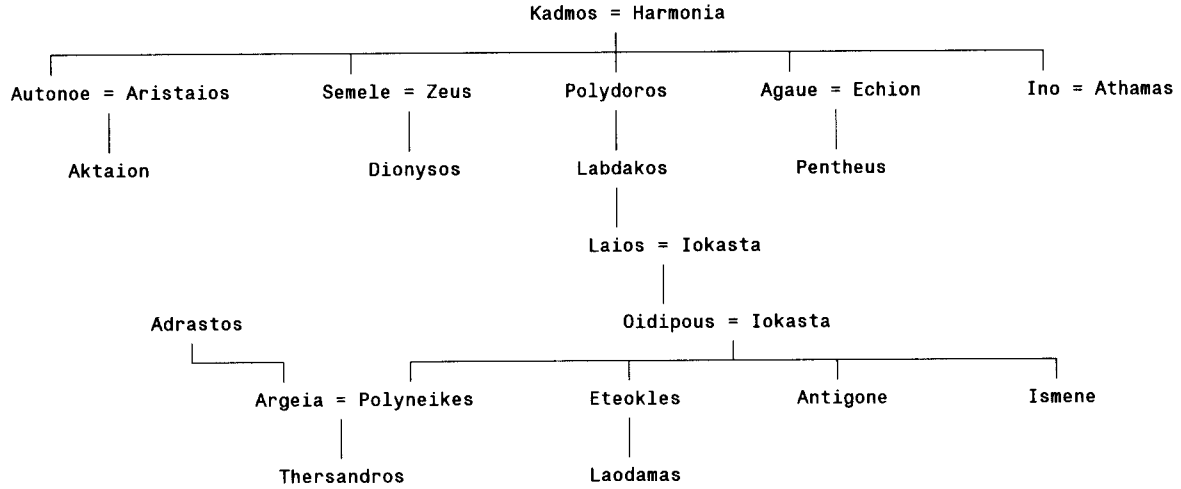 Kadmos = Harmonia
Autonoe = Aristaios Semele = Zeus Polydoros Agaue = Echion Ino = Athamas
Aktaion Dionysos Labdakos Pentheus
Laios = Iokasta
Adrastos Oidipous = Iokasta
Argeia = Polyneikes Eteokles Antigone Ismene
Thersandros Laodamas